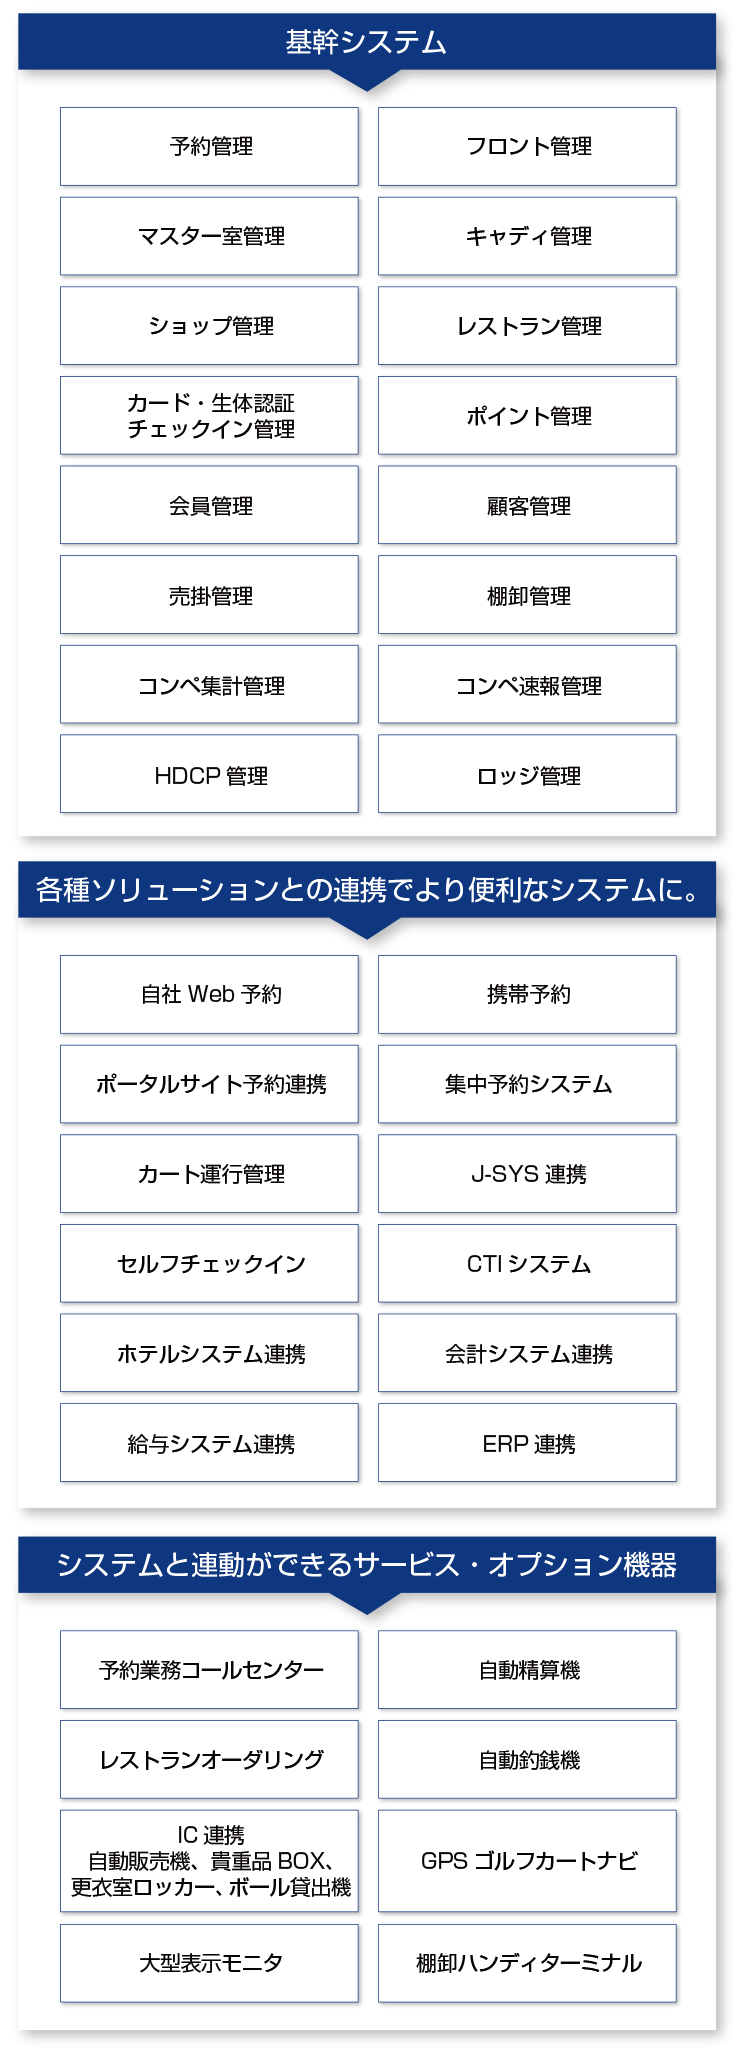 基幹システム
予約管理
フロント管理
マスター室管理
キャディ管理
ショップ管理
レストラン管理
カード・生体認証
チェックイン管理
ポイント管理
会員管理
顧客管理
売掛管理
棚卸管理
コンペ集計管理
コンペ速報管理
HDCP 管理
ロッジ管理
各種ソリューションとの連携でより便利なシステムに。
自社 Web 予約
携帯予約
ポータルサイト予約連携
集中予約システム
カート運行管理
J-SYS 連携
セルフチェックイン
CTI システム
ホテルシステム連携
会計システム連携
給与システム連携
ERP 連携
システムと連動ができるサービス・オプション機器
予約業務コールセンター
自動精算機
レストランオーダリング
自動釣銭機
IC 連携
自動販売機、貴重品 BOX、
更衣室ロッカー、ボール貸出機
GPS ゴルフカートナビ
大型表示モニタ
棚卸ハンディターミナル